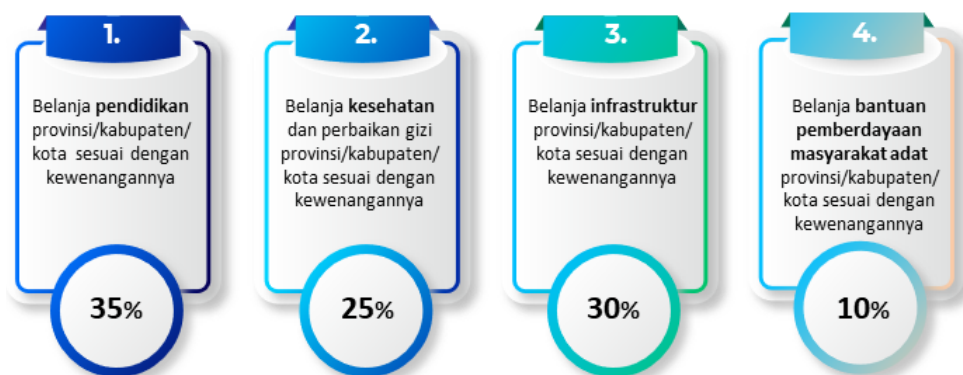 1.
Belanja pendidikan
provinsi/kabupaten/
kota sesuai dengan
kewenangannya
35%
2.
Belanja kesehatan
dan perbaikan gizi
provinsi/kabupaten/
kota sesuai dengan
kewenangannya
25%
3.
Belanja infrastruktur
provinsi/kabupaten/
kota sesuai dengan
kewenangannya
30%
4.
Belanja bantuan
pemberdayaan
masyarakat adat
provinsi/kabupaten/
kota sesuai dengan
kewenangannya
10%